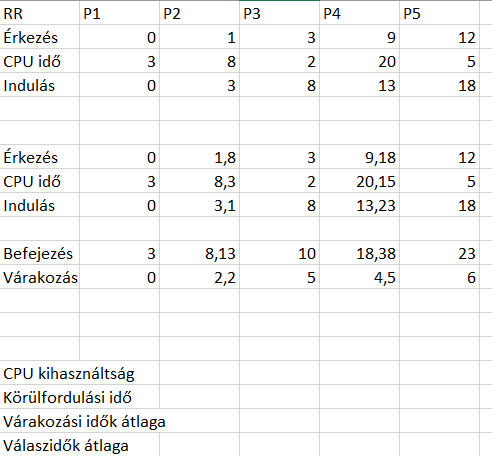 RR P1 P2 P3 P4 P5
Érkezés 0 1 3 9 12
CPU idő 3 8 2 20 5
Indulás 0 3 8 13 18
Érkezés 0 1,8 3 9,18 12
CPU idő 3 8,3 2 20,15 5
Indulás 0 3,1 8 13,23 18
Befejezés 3 8,13 10 18,38 23
Várakozás 0 2,2 5 4,5 6
CPU kihasználtság
Körülfordulási idő
Várakozási idők átlaga
Válaszidők átlaga